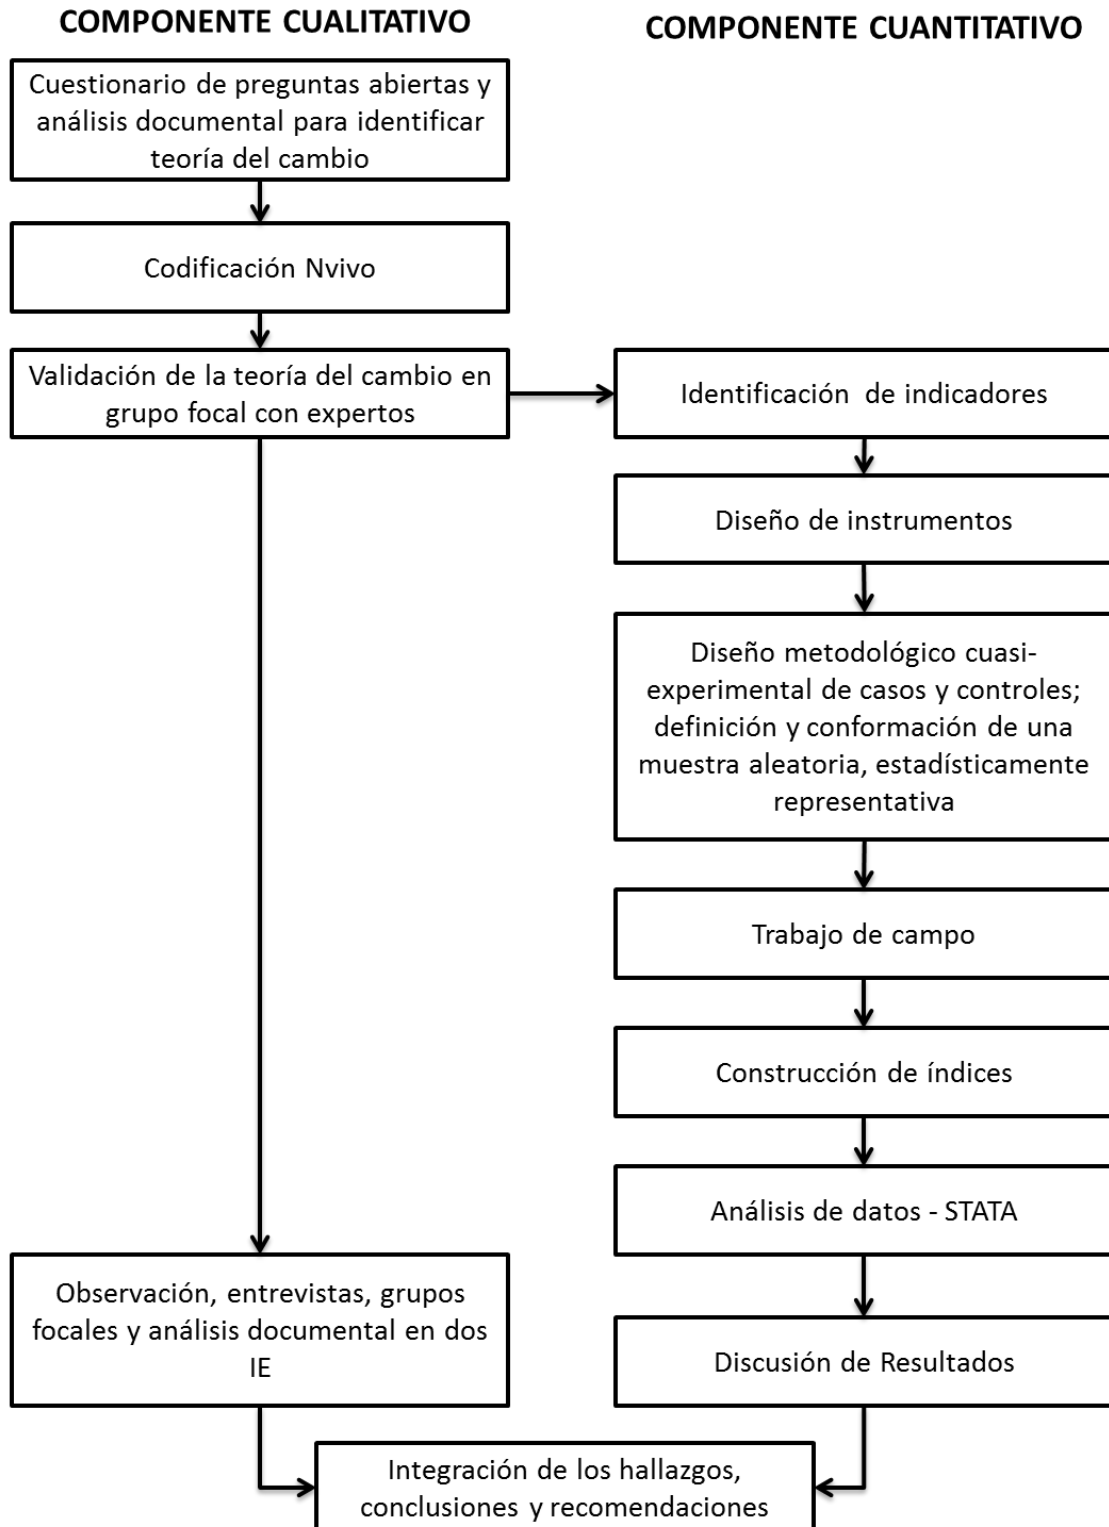 COMPONENTE CUALITATIVO
Cuestionario de preguntas abiertas y
análisis documental para identificar
teoría del cambio
Codificación Nvivo
Validación de la teoría del cambio en
grupo focal con expertos
Observación, entrevistas, grupos
focales y análisis documental en dos
IE
COMPONENTE CUANTITATIVO
Identificación de indicadores
Diseño de instrumentos
Diseño metodológico cuasi-
experimental de casos y controles;
definición y conformación de una
muestra aleatoria, estadísticamente
representativa
Trabajo de campo
Construcción de índices
Análisis de datos - STATA
Discusión de Resultados
Integración de los hallazgos,
conclusiones y recomendaciones